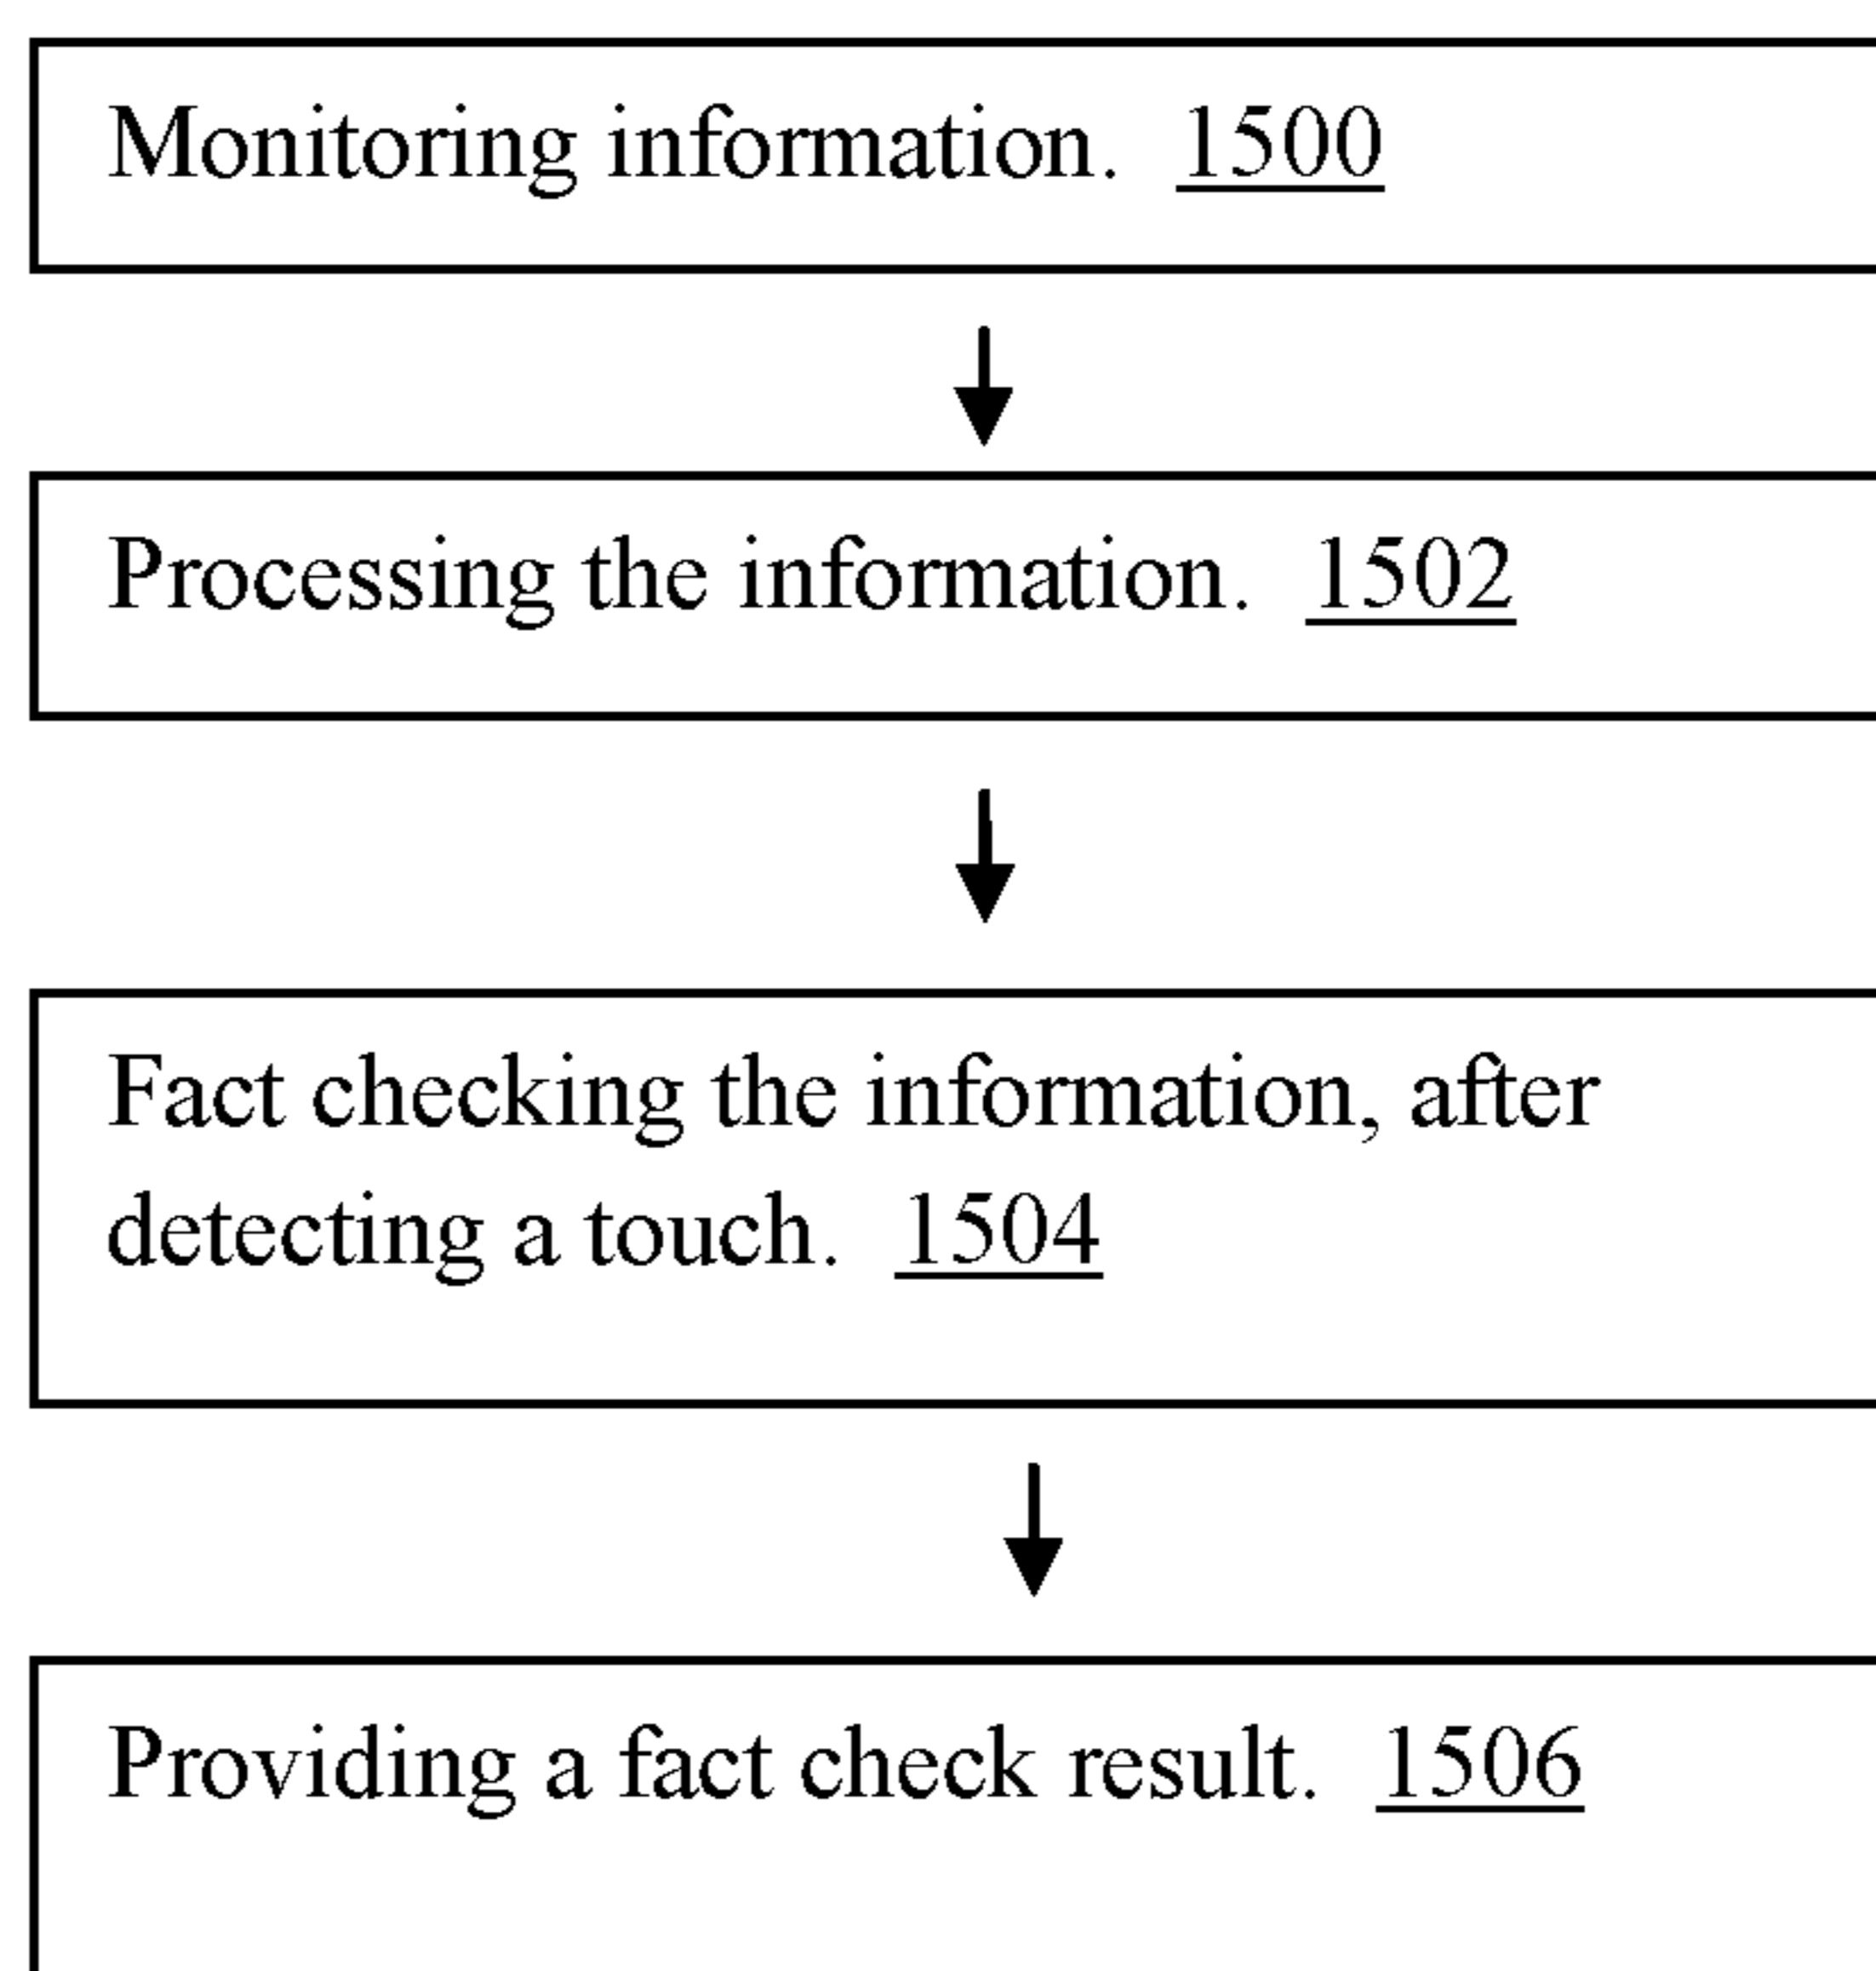 Monitoring information. 1500
Processing the information. 1502
Fact checking the information, after
detecting a touch. 1504
Providing a fact check result. 1506